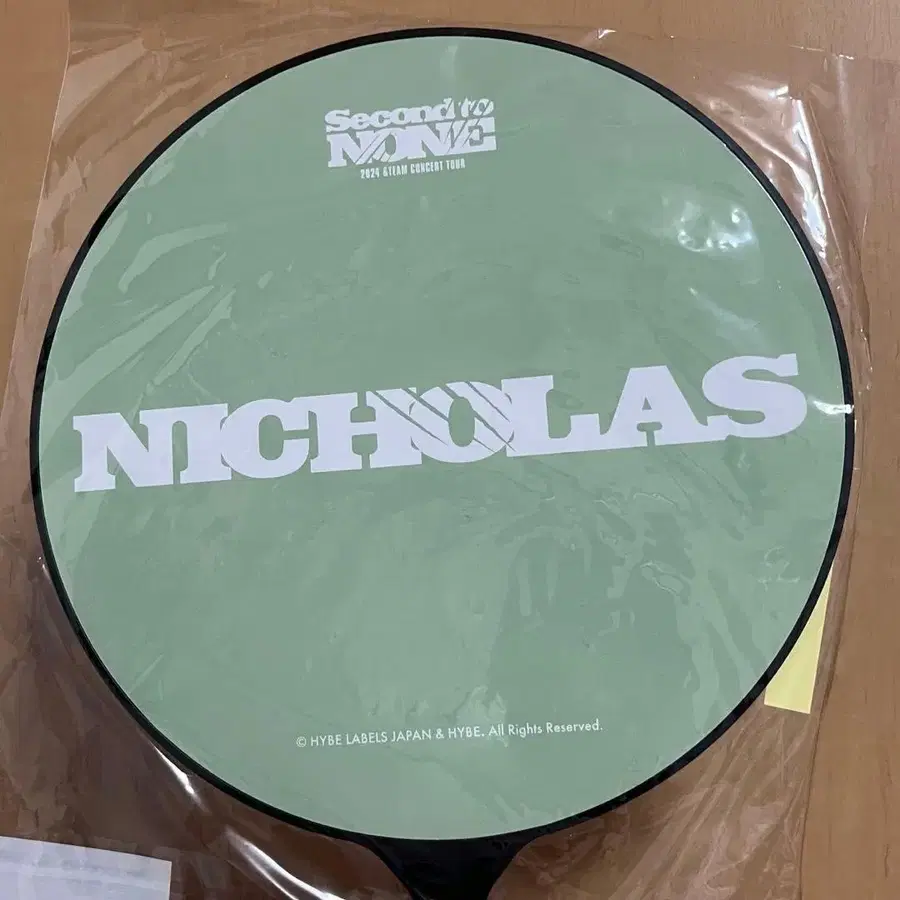 Second to
NONE
2024 &TEAM CONCERT TOUR
NICHOLAS
© HYBE LABELS JAPAN & HYBE. All Rights Reserved.